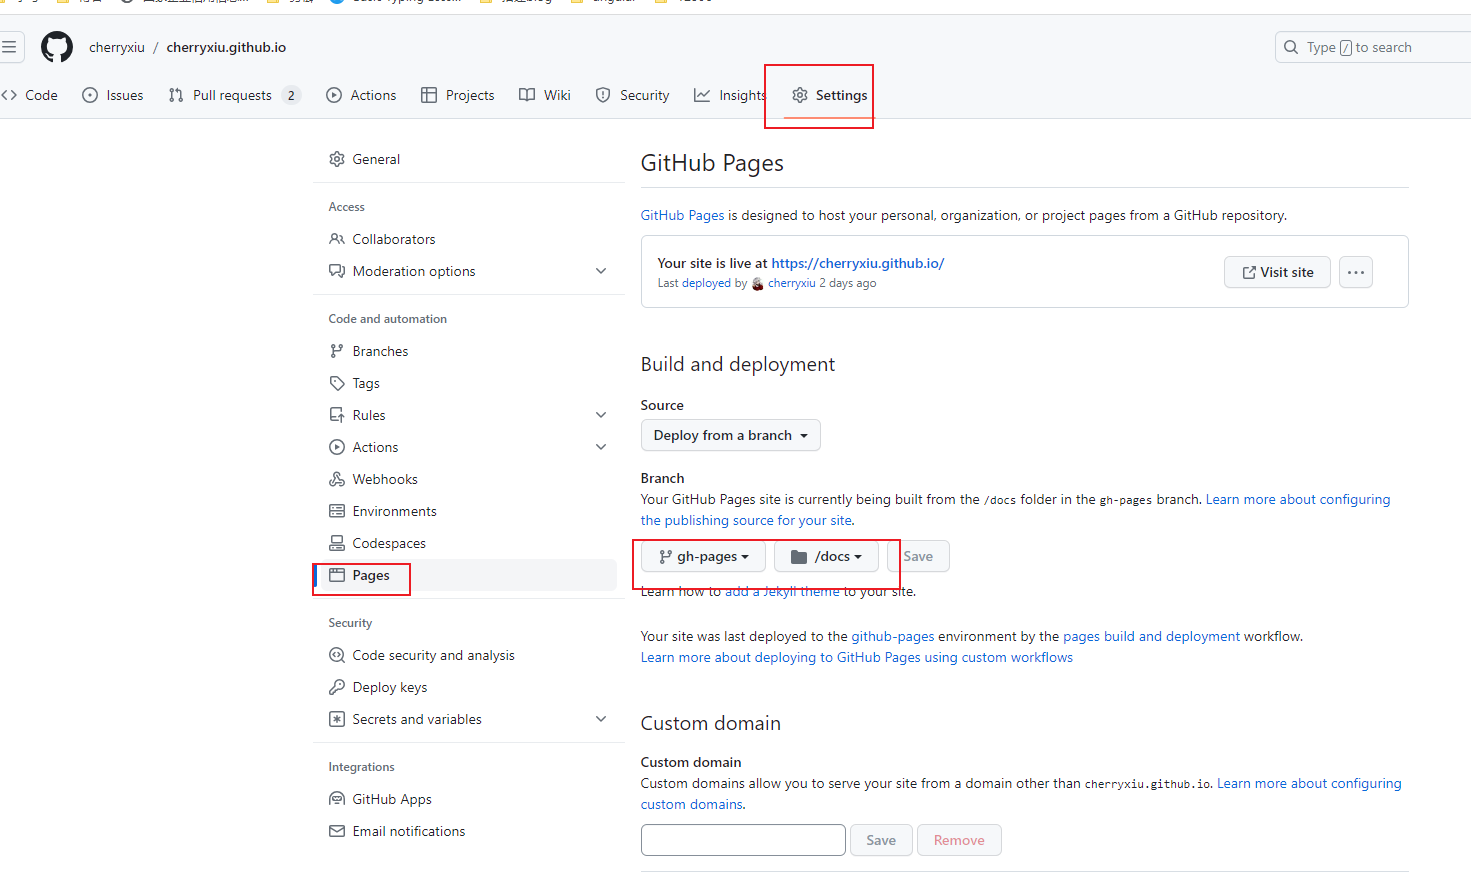 cherryxiu / cherryxiu.github.io
Type / to search
Code
Issues
Pull requests 2
Actions
Projects
Wiki
Security
Insights
Settings
General
Access
Collaborators
Moderation options
Code and automation
Branches
Tags
Rules
Actions
Webhooks
Environments
Codespaces
Pages
Security
Code security and analysis
Deploy keys
Secrets and variables
Integrations
GitHub Apps
Email notifications
GitHub Pages
GitHub Pages is designed to host your personal, organization, or project pages from a GitHub repository.
Your site is live at https://cherryxiu.github.io/
Last deployed by cherryxiu 2 days ago
Visit site
Build and deployment
Source
Deploy from a branch
Branch
Your GitHub Pages site is currently being built from the /docs folder in the gh-pages branch. Learn more about configuring
the publishing source for your site.
gh-pages
/docs
Save
Learn how to add a Jekyll theme to your site.
Your site was last deployed to the github-pages environment by the pages build and deployment workflow.
Learn more about deploying to GitHub Pages using custom workflows
Custom domain
Custom domain
Custom domains allow you to serve your site from a domain other than cherryxiu.github.io. Learn more about configuring
custom domains.
Save
Remove